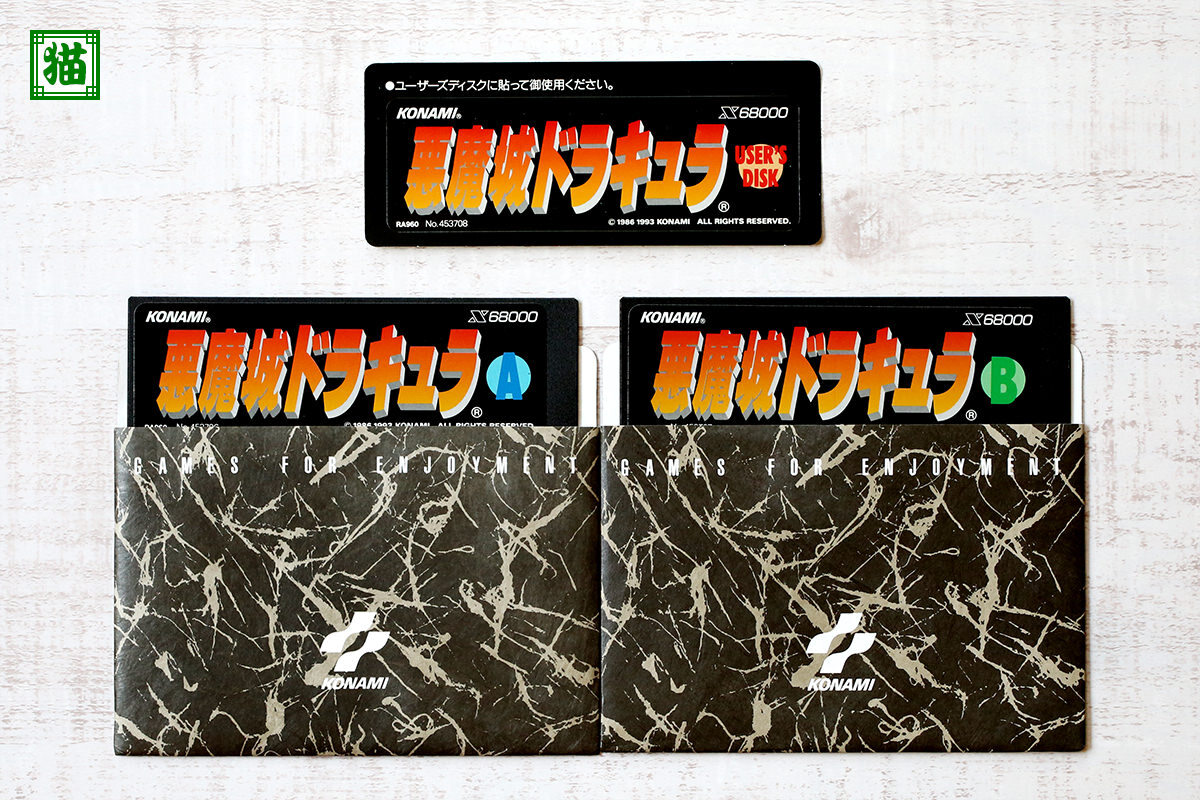 猫
●ユーザーズディスクに貼って御使用ください。
KONAMI® X68000
悪魔城ドラキュラ®
USER'S
DISK
RA960 No.453708 ©1986 1993 KONAMI ALL RIGHTS RESERVED.
KONAMI® X68000
悪魔城ドラキュラ®
A
©1986 1993 KONAMI ALL RIGHTS RESERVED.
GAMES FOR ENJOYMENT
KONAMI
KONAMI® X68000
悪魔城ドラキュラ®
B
GAMES FOR ENJOYMENT
KONAMI